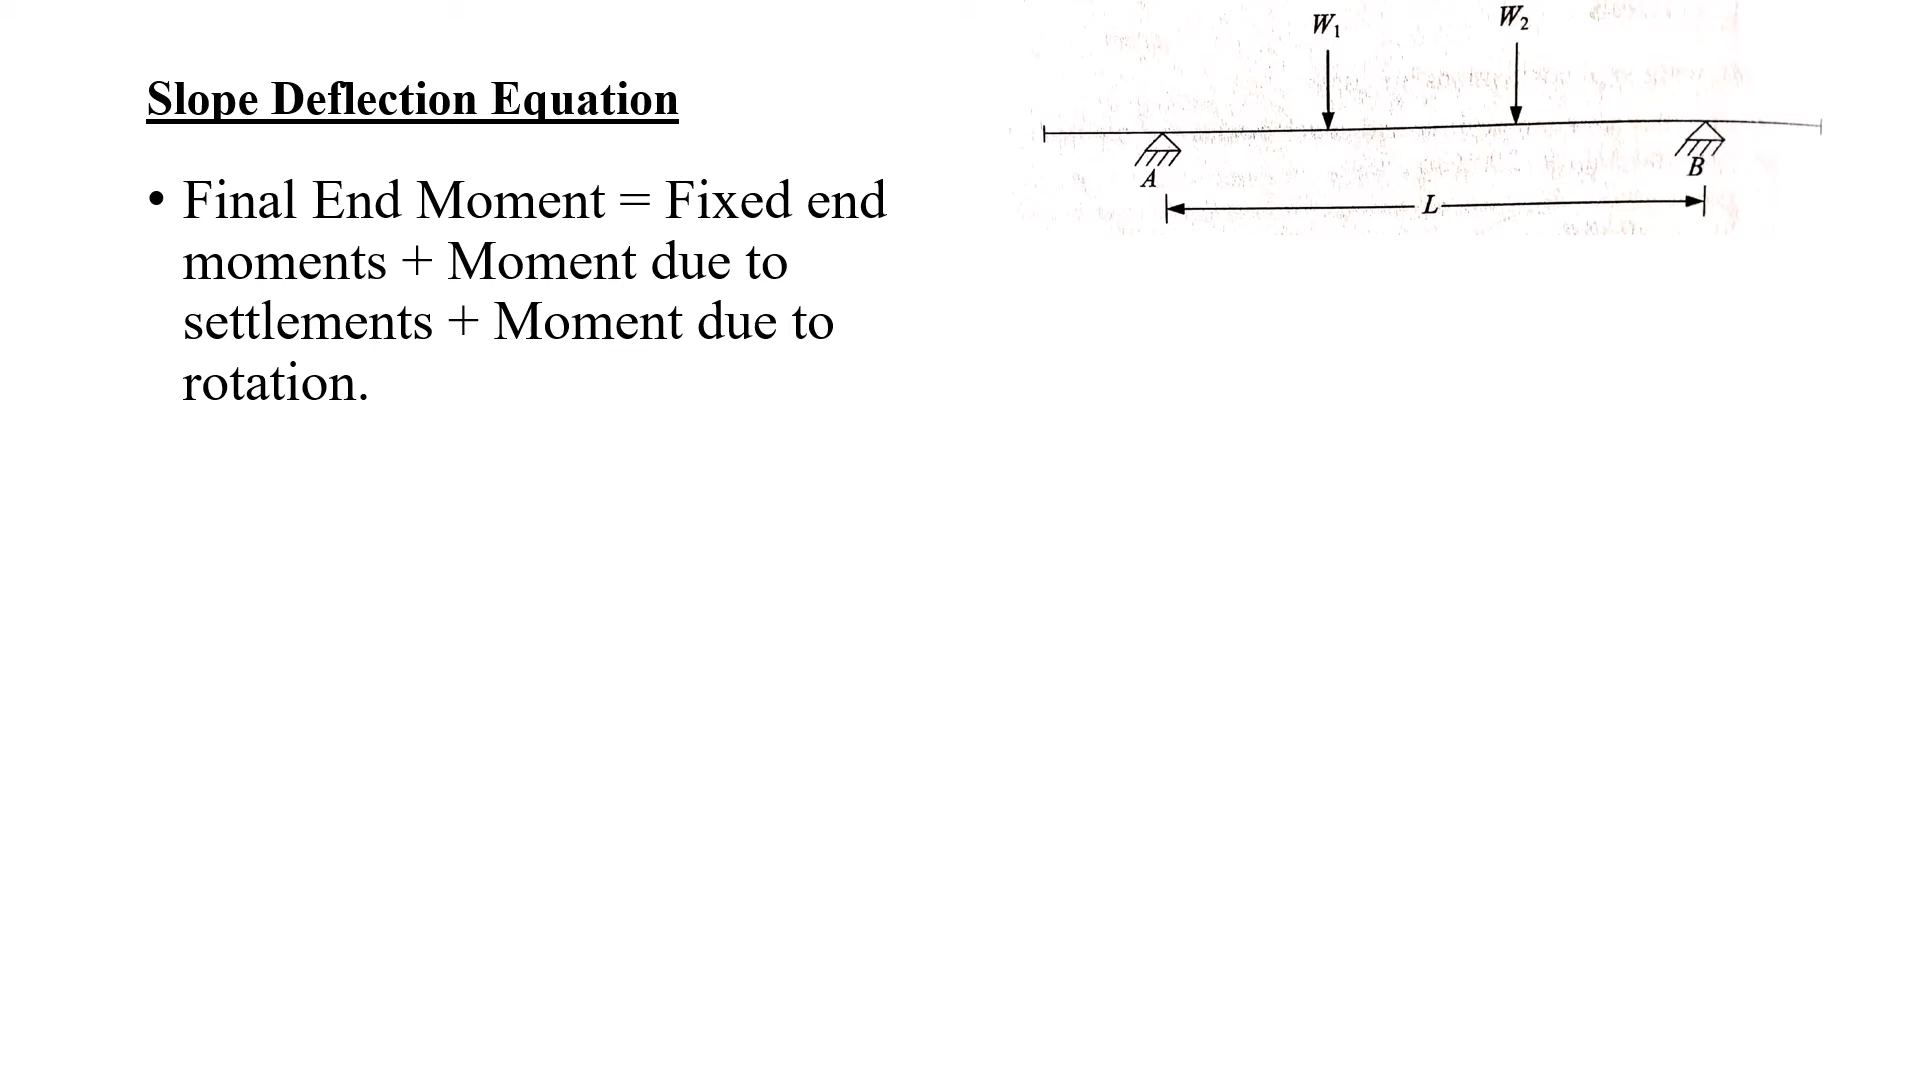 W₁
W₂
Slope Deflection Equation
• Final End Moment = Fixed end
moments + Moment due to
settlements + Moment due to
rotation.
A
B
L